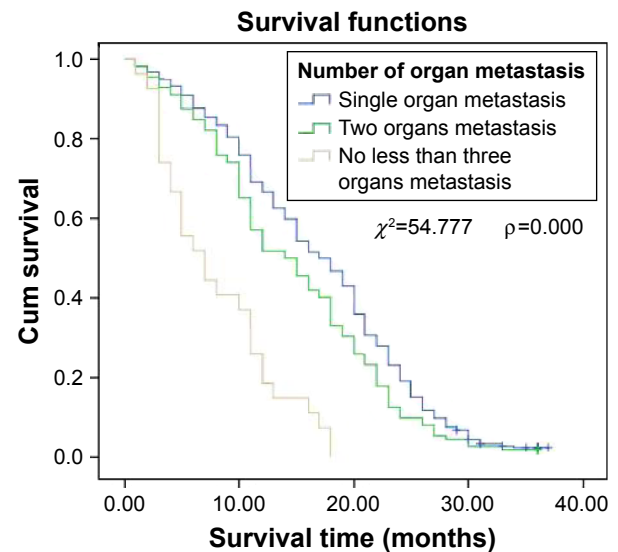 Survival functions
Number of organ metastasis
Single organ metastasis
Two organs metastasis
No less than three
organs metastasis
χ²=54.777 ρ=0.000
Cum survival
1.0
0.8
0.6
0.4
0.2
0.0
0.00 10.00 20.00 30.00 40.00
Survival time (months)